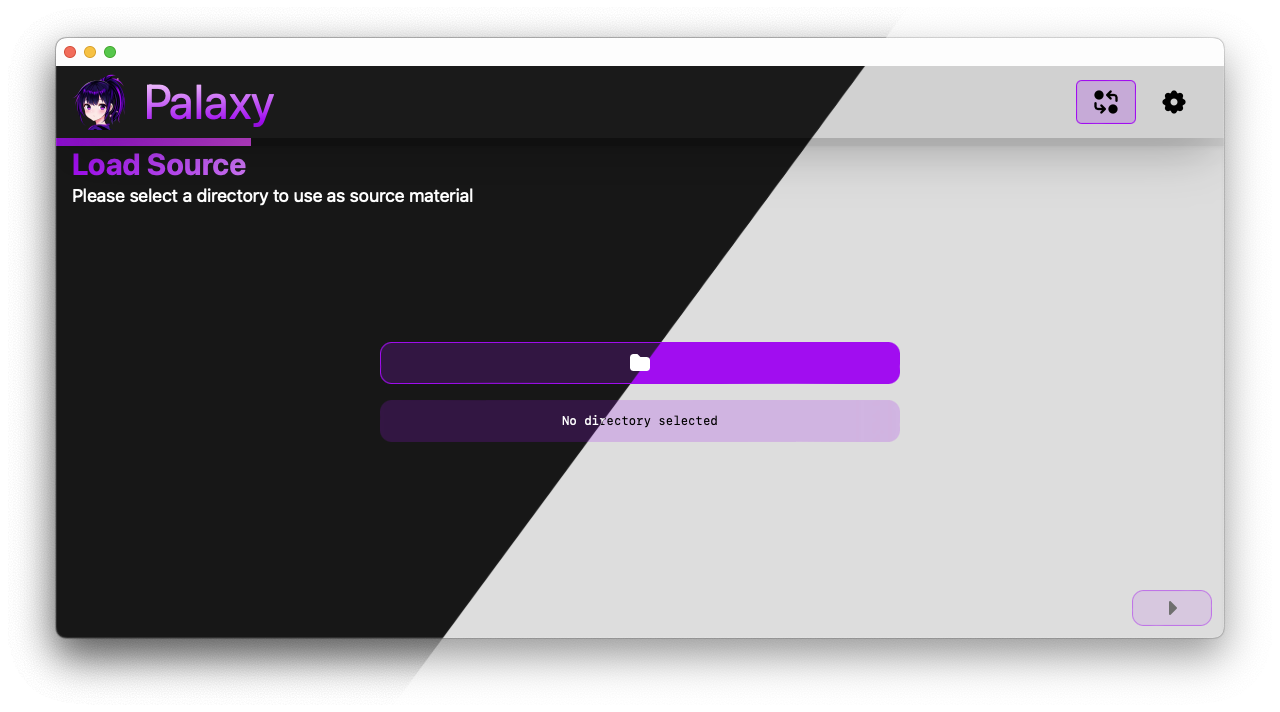 Palaxy
Load Source
Please select a directory to use as source material
No directory selected